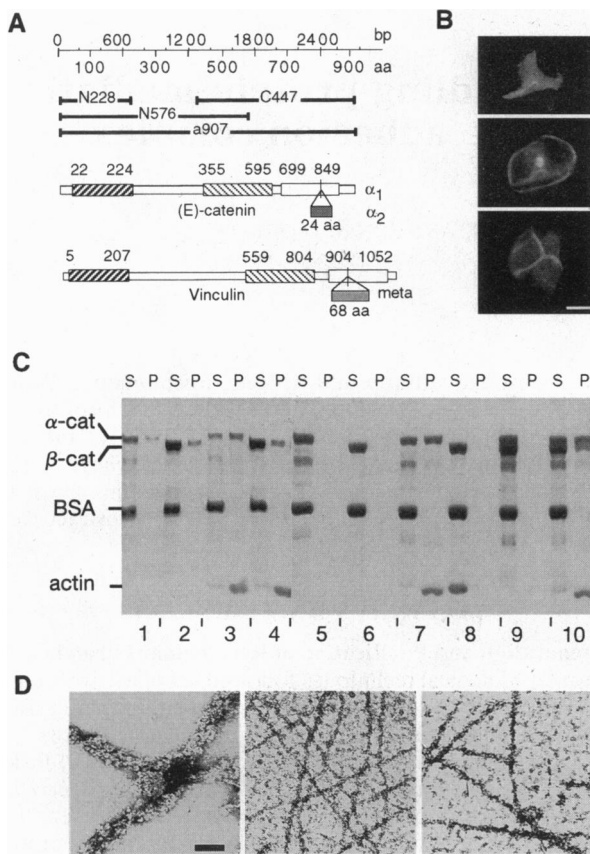 A
B
0 600 1200 1800 2400 bp
100 300 400 500 700 900 aa
N228 C447
N576
a907
22 224 355 595 699 849
α1
(E)-catenin α2
24 aa
5 207 559 804 904 1052
Vinculin meta
68 aa
C
S P S P S P S P S P S P S P S P S P S P
α-cat
β-cat
BSA
actin
1 2 3 4 5 6 7 8 9 10
D